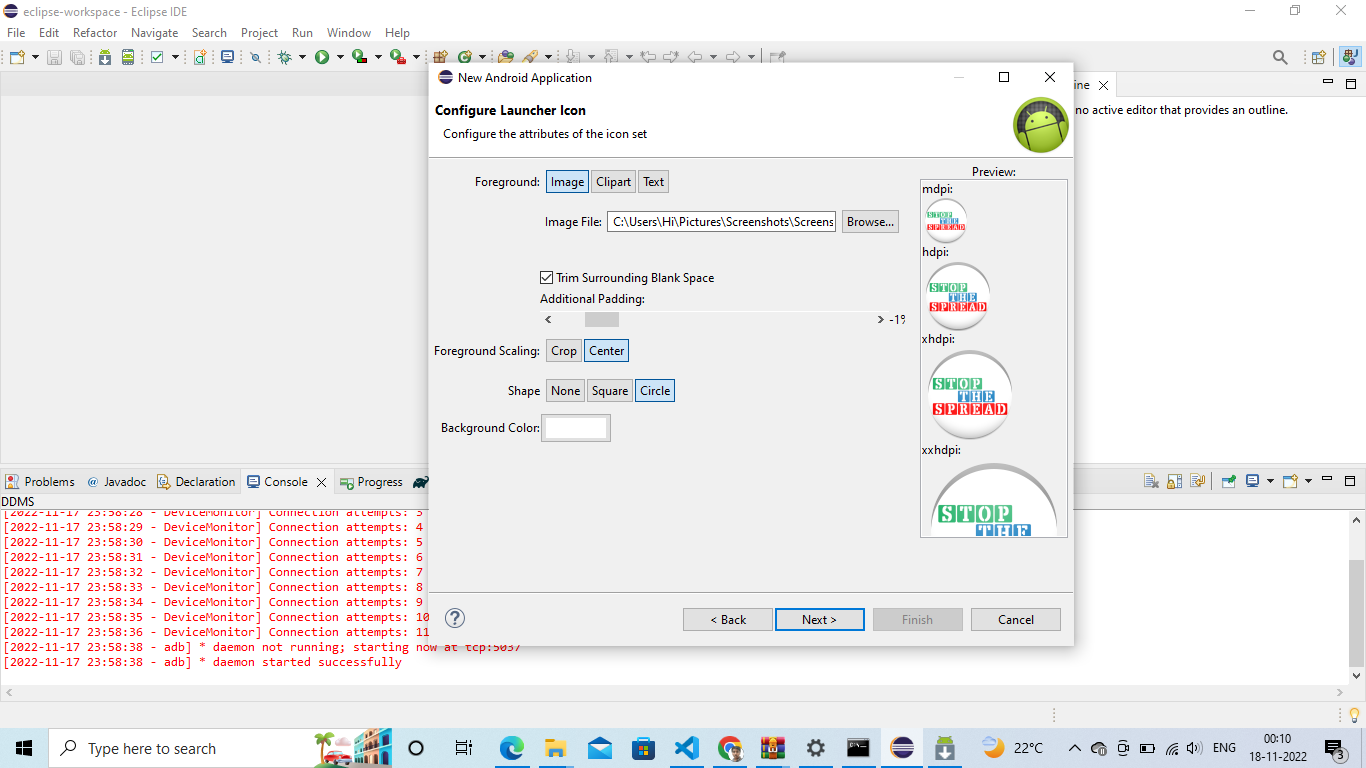 eclipse-workspace - Eclipse IDE
File Edit Refactor Navigate Search Project Run Window Help
New Android Application
ine
Configure Launcher Icon
Configure the attributes of the icon set
no active editor that provides an outline.
Foreground: Image Clipart Text
Image File: C:\Users\Hi\Pictures\Screenshots\Screens Browse...
Trim Surrounding Blank Space
Additional Padding:
-1%
Foreground Scaling: Crop Center
Shape None Square Circle
Background Color:
Preview:
mdpi:
STOP
THE
SPREAD
hdpi:
STOP
THE
SPREAD
xhdpi:
STOP
THE
SPREAD
xxhdpi:
STOP
THE
Problems @ Javadoc Declaration Console Progress
DDMS
[2022-11-17 23:58:28 - DeviceMonitor] Connection attempts: 3
[2022-11-17 23:58:29 - DeviceMonitor] Connection attempts: 4
[2022-11-17 23:58:30 - DeviceMonitor] Connection attempts: 5
[2022-11-17 23:58:31 - DeviceMonitor] Connection attempts: 6
[2022-11-17 23:58:32 - DeviceMonitor] Connection attempts: 7
[2022-11-17 23:58:33 - DeviceMonitor] Connection attempts: 8
[2022-11-17 23:58:34 - DeviceMonitor] Connection attempts: 9
[2022-11-17 23:58:35 - DeviceMonitor] Connection attempts: 10
[2022-11-17 23:58:36 - DeviceMonitor] Connection attempts: 11
[2022-11-17 23:58:38 - adb] * daemon not running; starting now at tcp:5037
[2022-11-17 23:58:38 - adb] * daemon started successfully
? < Back Next > Finish Cancel
Type here to search
22°C
ENG
00:10
18-11-2022
3